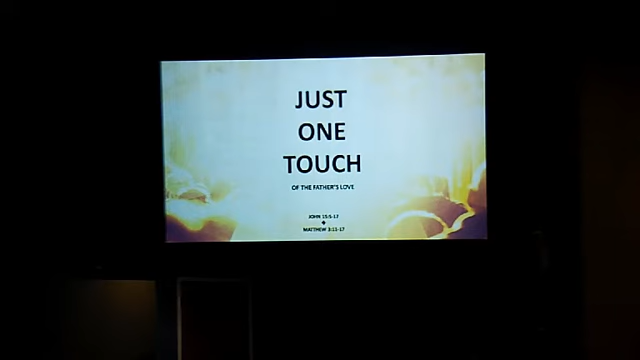 JUST
ONE
TOUCH
OF THE FATHER'S LOVE
JOHN 15:5-17
MATTHEW 3:11-17